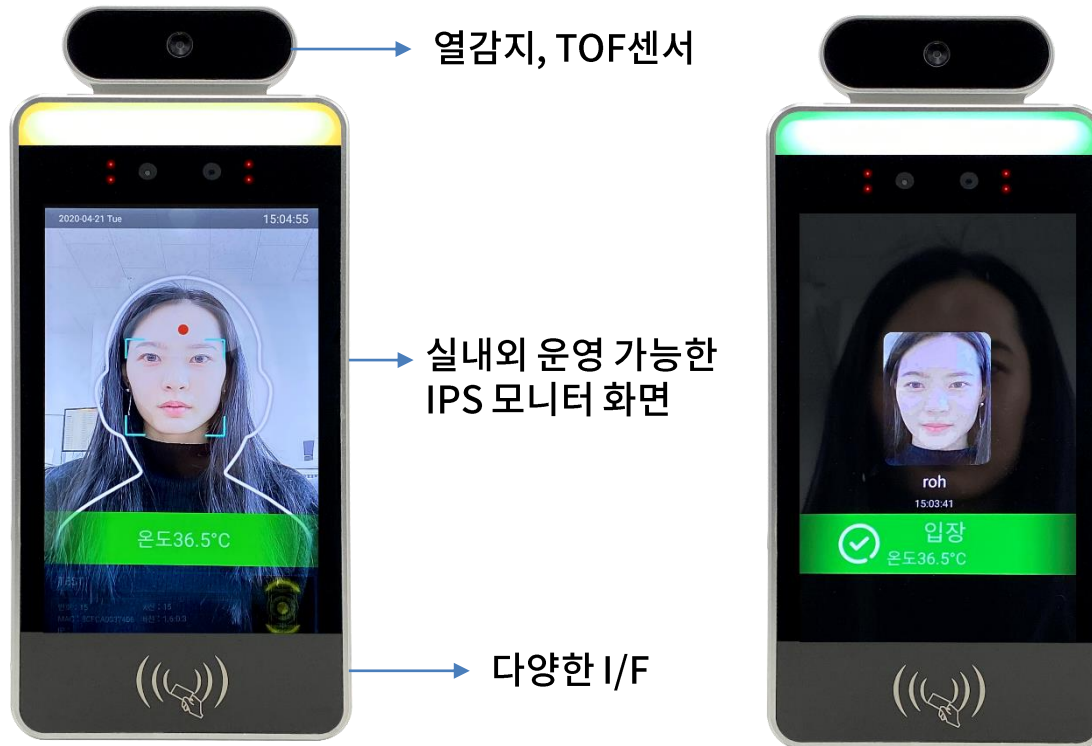 열감지, TOF센서
2020-04-21 Tue 15:04:55
실내외 운영 가능한
IPS 모니터 화면
roh
15:03:41
입장
온도36.5°C
온도36.5°C
TEST
다양한 I/F